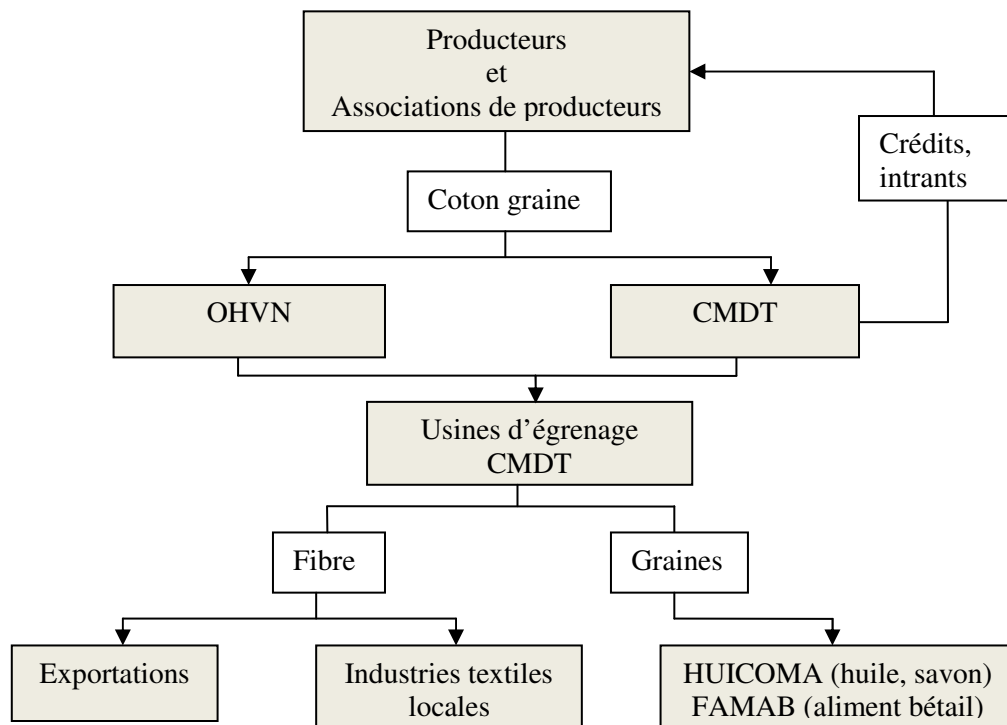 Producteurs
et
Associations de producteurs
Crédits,
intrants
Coton graine
OHVN
CMDT
Usines d’égrenage
CMDT
Fibre
Graines
Exportations
Industries textiles
locales
HUICOMA (huile, savon)
FAMAB (aliment bétail)